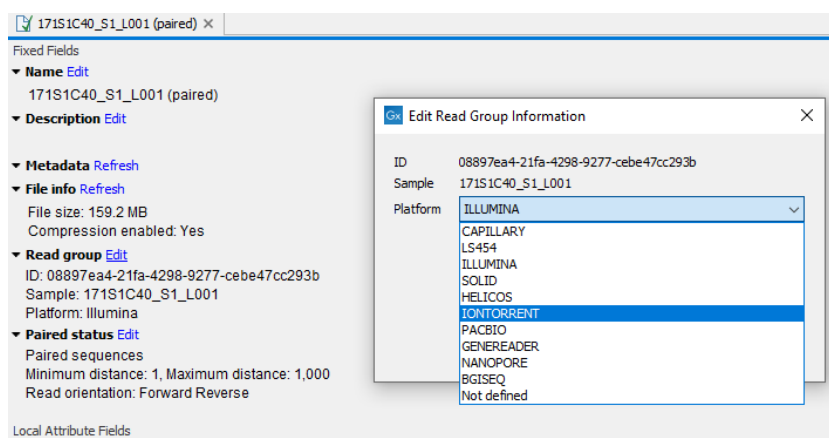 171S1C40_S1_L001 (paired)
Fixed Fields
Name Edit
171S1C40_S1_L001 (paired)
Description Edit
Metadata Refresh
File info Refresh
File size: 159.2 MB
Compression enabled: Yes
Read group Edit
ID: 08897ea4-21fa-4298-9277-cebe47cc293b
Sample: 171S1C40_S1_L001
Platform: Illumina
Paired status Edit
Paired sequences
Minimum distance: 1, Maximum distance: 1,000
Read orientation: Forward Reverse
Local Attribute Fields
Gx Edit Read Group Information
ID 08897ea4-21fa-4298-9277-cebe47cc293b
Sample 171S1C40_S1_L001
Platform ILLUMINA
CAPILLARY
LS454
ILLUMINA
SOLID
HELICOS
IONTORRENT
PACBIO
GENEREADER
NANOPORE
BGISEQ
Not defined